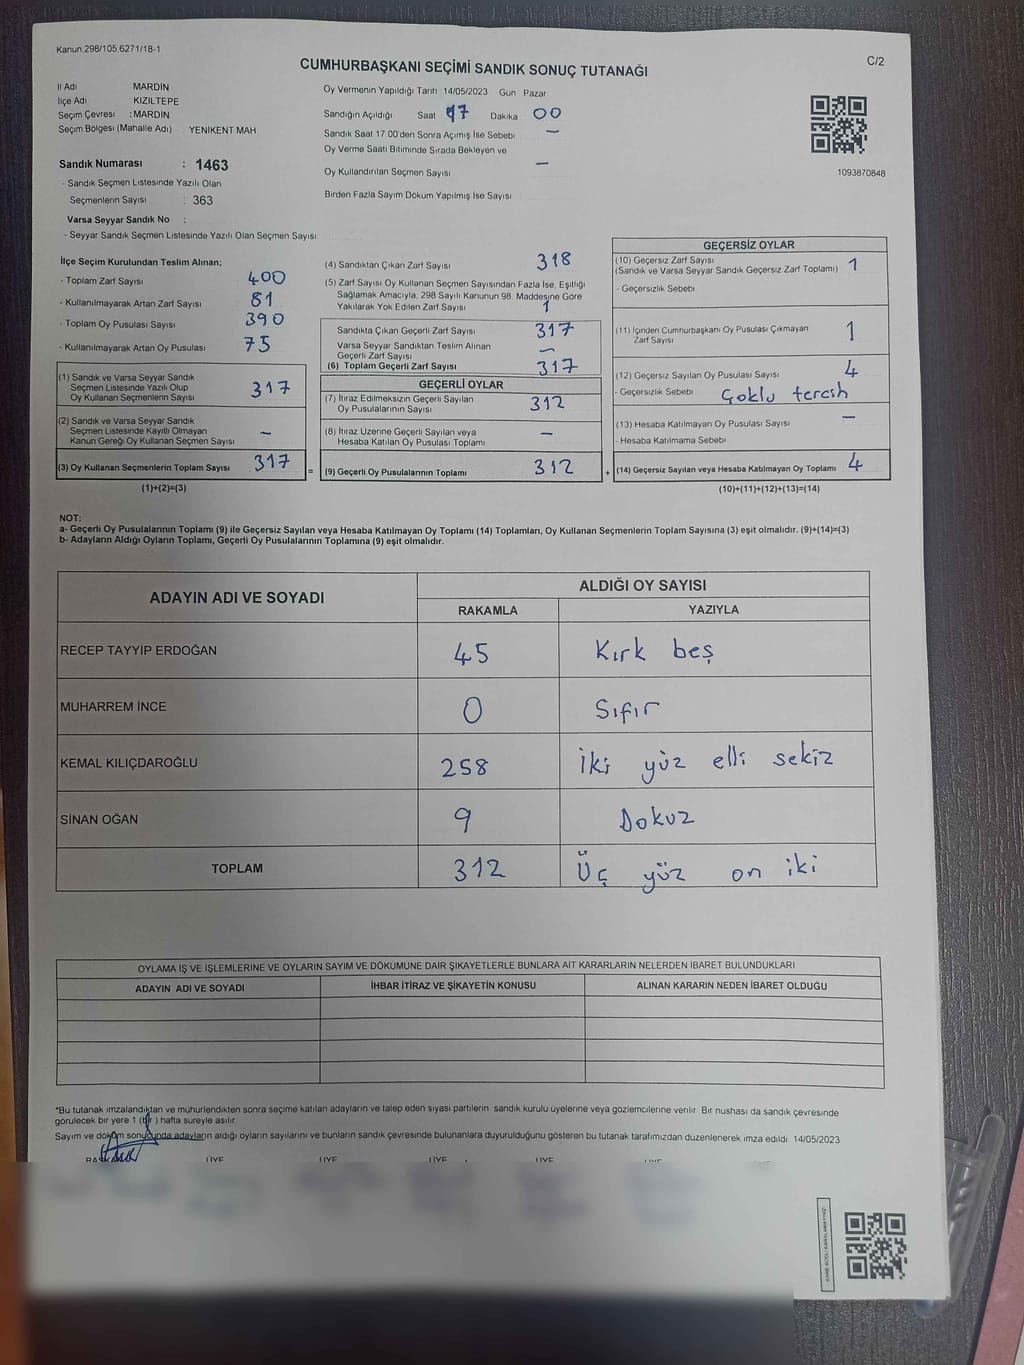 Kanun.298/105,6271/18-1
C/2
CUMHURBAŞKANI SEÇİMİ SANDIK SONUÇ TUTANAĞI
İl Adı MARDİN
İlçe Adı KIZILTEPE
Seçim Çevresi : MARDİN
Seçim Bölgesi (Mahalle Adı) YENİKENT MAH
Sandık Numarası : 1463
- Sandık Seçmen Listesinde Yazılı Olan
Seçmenlerin Sayısı : 363
Varsa Seyyar Sandık No :
- Seyyar Sandık Seçmen Listesinde Yazılı Olan Seçmen Sayısı
Oy Vermenin Yapıldığı Tarih 14/05/2023 Gün Pazar
Sandığın Açıldığı Saat 17 Dakika 00
Sandık Saat 17.00'den Sonra Açımış İse Sebebi –
Oy Verme Saati Bitiminde Sırada Bekleyen ve
Oy Kullandırılan Seçmen Sayısı –
Birden Fazla Sayım Döküm Yapılmış İse Sayısı
1093870848
İlçe Seçim Kurulundan Teslim Alınan;
- Toplam Zarf Sayısı 400
- Kullanılmayarak Artan Zarf Sayısı 81
- Toplam Oy Pusulası Sayısı 390
- Kullanılmayarak Artan Oy Pusulası 75
(1) Sandık ve Varsa Seyyar Sandık
Seçmen Listesinde Yazılı Olup
Oy Kullanan Seçmenlerin Sayısı 317
(2) Sandık ve Varsa Seyyar Sandık
Seçmen Listesinde Kayıtlı Olmayan
Kanun Gereği Oy Kullanan Seçmen Sayısı –
(3) Oy Kullanan Seçmenlerin Toplam Sayısı 317 =
(1)+(2)=(3)
(4) Sandıktan Çıkan Zarf Sayısı 318
(5) Zarf Sayısı Oy Kullanan Seçmen Sayısından Fazla İse, Eşitliği
Sağlamak Amacıyla, 298 Sayılı Kanunun 98. Maddesine Göre
Yakılarak Yok Edilen Zarf Sayısı 1
Sandıkta Çıkan Geçerli Zarf Sayısı 317
Varsa Seyyar Sandıktan Teslim Alınan
Geçerli Zarf Sayısı –
(6) Toplam Geçerli Zarf Sayısı 317
GEÇERLİ OYLAR
(7) İtiraz Edilmeksizin Geçerli Sayılan
Oy Pusulalarının Sayısı 312
(8) İtiraz Üzerine Geçerli Sayılan veya
Hesaba Katılan Oy Pusulası Toplamı –
(9) Geçerli Oy Pusulalarının Toplamı 312 +
GEÇERSİZ OYLAR
(10) Geçersiz Zarf Sayısı
(Sandık ve Varsa Seyyar Sandık Geçersiz Zarf Toplamı) 1
- Geçersizlik Sebebi
(11) İçinden Cumhurbaşkanı Oy Pusulası Çıkmayan
Zarf Sayısı 1
(12) Geçersiz Sayılan Oy Pusulası Sayısı 4
- Geçersizlik Sebebi Çoklu tercih
(13) Hesaba Katılmayan Oy Pusulası Sayısı –
- Hesaba Katılmama Sebebi
(14) Geçersiz Sayılan veya Hesaba Katılmayan Oy Toplamı 4
(10)+(11)+(12)+(13)=(14)
NOT:
a- Geçerli Oy Pusulalarının Toplamı (9) ile Geçersiz Sayılan veya Hesaba Katılmayan Oy Toplamı (14) Toplamları, Oy Kullanan Seçmenlerin Toplam Sayısına (3) eşit olmalıdır. (9)+(14)=(3)
b- Adayların Aldığı Oyların Toplamı, Geçerli Oy Pusulalarının Toplamına (9) eşit olmalıdır.
ADAYIN ADI VE SOYADI
ALDIĞI OY SAYISI
RAKAMLA YAZIYLA
RECEP TAYYİP ERDOĞAN 45 Kırk beş
MUHARREM İNCE 0 Sıfır
KEMAL KILIÇDAROĞLU 258 İki yüz elli sekiz
SİNAN OĞAN 9 Dokuz
TOPLAM 312 Üç yüz on iki
OYLAMA İŞ VE İŞLEMLERİNE VE OYLARIN SAYIM VE DÖKÜMÜNE DAİR ŞİKAYETLERLE BUNLARA AİT KARARLARIN NELERDEN İBARET BULUNDUKLARI
ADAYIN ADI VE SOYADI İHBAR İTİRAZ VE ŞİKAYETİN KONUSU ALINAN KARARIN NEDEN İBARET OLDUĞU
*Bu tutanak imzalandıktan ve mühürlendikten sonra seçime katılan adayların ve talep eden siyasi partilerin sandık kurulu üyelerine veya gözlemcilerine verilir. Bir nüshası da sandık çevresinde
görülecek bir yere 1 (bir) hafta süreyle asılır.
Sayım ve döküm sonucunda adayların aldığı oyların sayılarını ve bunların sandık çevresinde bulunanlara duyurulduğunu gösteren bu tutanak tarafımızdan düzenlenerek imza edildi. 14/05/2023
ÜYE ÜYE ÜYE ÜYE